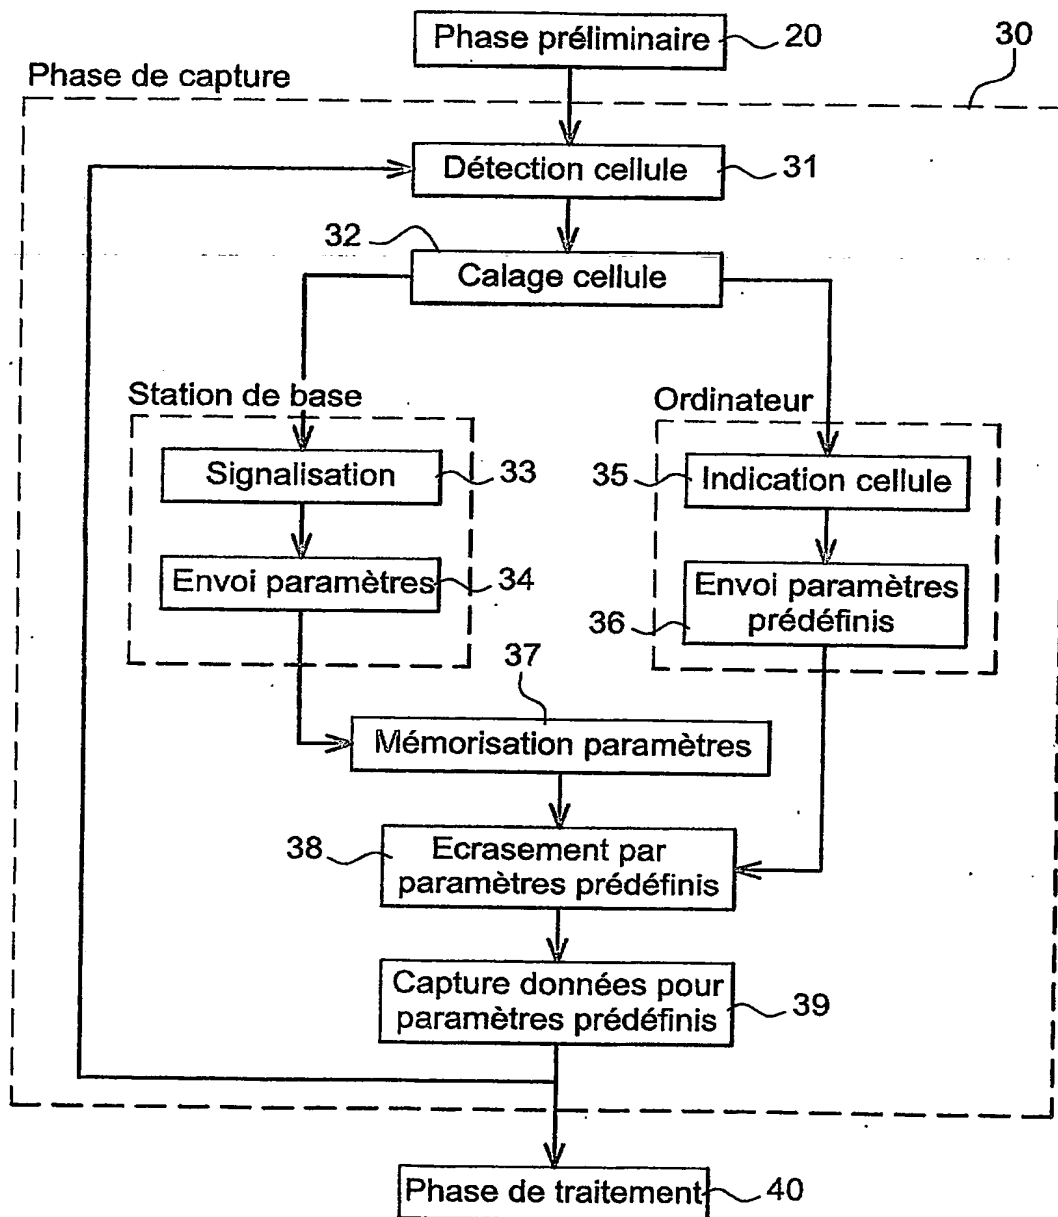 Phase préliminaire
20
30
Phase de capture
Détection cellule
31
32
Calage cellule
Station de base
Ordinateur
Signalisation
33
35
Indication cellule
Envoi paramètres
34
Envoi paramètres
prédéfinis
36
37
Mémorisation paramètres
38
Ecrasement par
paramètres prédéfinis
Capture données pour
paramètres prédéfinis
39
Phase de traitement
40